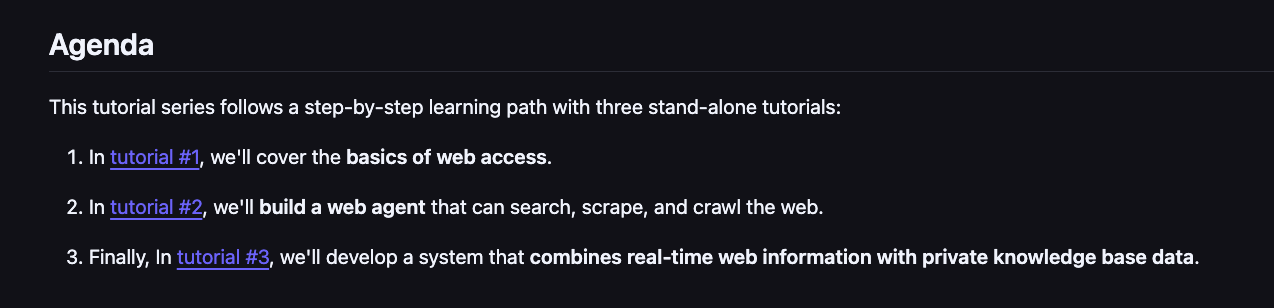 Agenda
This tutorial series follows a step-by-step learning path with three stand-alone tutorials:
1. In tutorial #1, we'll cover the basics of web access.
2. In tutorial #2, we'll build a web agent that can search, scrape, and crawl the web.
3. Finally, In tutorial #3, we'll develop a system that combines real-time web information with private knowledge base data.